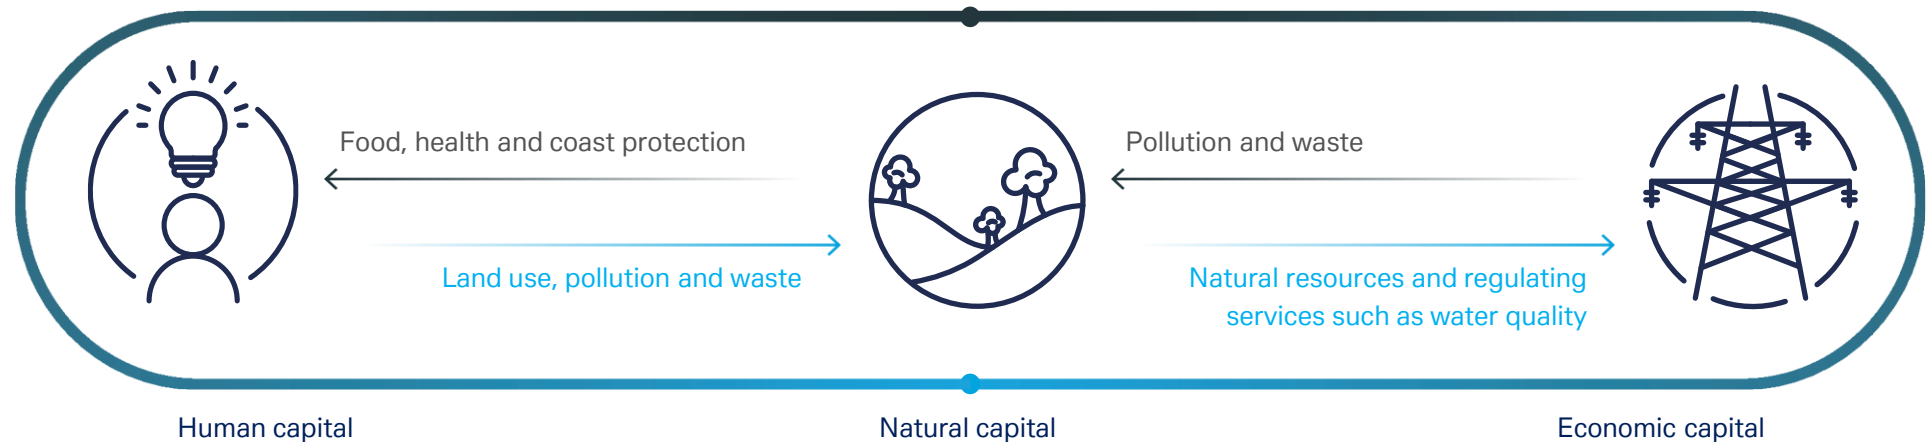 Food, health and coast protection
Pollution and waste
Land use, pollution and waste
Natural resources and regulating
services such as water quality
Human capital
Natural capital
Economic capital